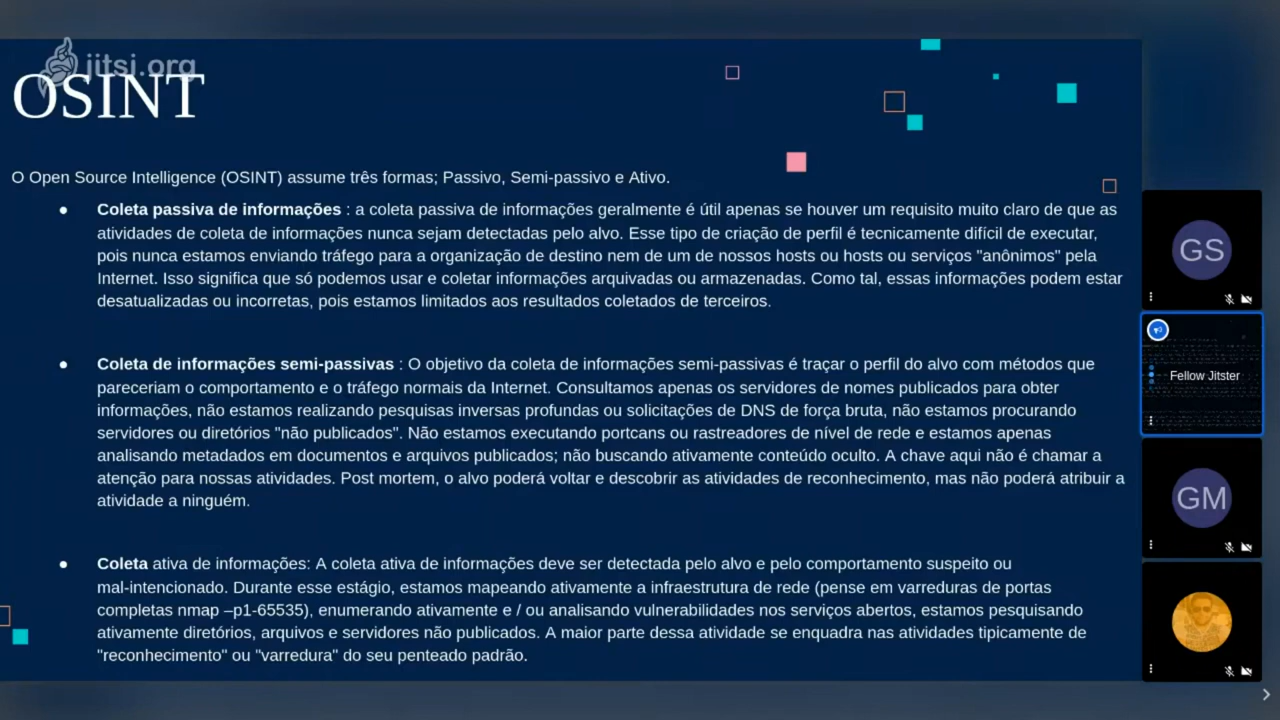 jitsi.org
OSINT
O Open Source Intelligence (OSINT) assume três formas; Passivo, Semi-passivo e Ativo.
● Coleta passiva de informações : a coleta passiva de informações geralmente é útil apenas se houver um requisito muito claro de que as
atividades de coleta de informações nunca sejam detectadas pelo alvo. Esse tipo de criação de perfil é tecnicamente difícil de executar,
pois nunca estamos enviando tráfego para a organização de destino nem de um de nossos hosts ou hosts ou serviços "anônimos" pela
Internet. Isso significa que só podemos usar e coletar informações arquivadas ou armazenadas. Como tal, essas informações podem estar
desatualizadas ou incorretas, pois estamos limitados aos resultados coletados de terceiros.
● Coleta de informações semi-passivas : O objetivo da coleta de informações semi-passivas é traçar o perfil do alvo com métodos que
pareceriam o comportamento e o tráfego normais da Internet. Consultamos apenas os servidores de nomes publicados para obter
informações, não estamos realizando pesquisas inversas profundas ou solicitações de DNS de força bruta, não estamos procurando
servidores ou diretórios "não publicados". Não estamos executando portcans ou rastreadores de nível de rede e estamos apenas
analisando metadados em documentos e arquivos publicados; não buscando ativamente conteúdo oculto. A chave aqui não é chamar a
atenção para nossas atividades. Post mortem, o alvo poderá voltar e descobrir as atividades de reconhecimento, mas não poderá atribuir a
atividade a ninguém.
● Coleta ativa de informações: A coleta ativa de informações deve ser detectada pelo alvo e pelo comportamento suspeito ou
mal-intencionado. Durante esse estágio, estamos mapeando ativamente a infraestrutura de rede (pense em varreduras de portas
completas nmap –p1-65535), enumerando ativamente e / ou analisando vulnerabilidades nos serviços abertos, estamos pesquisando
ativamente diretórios, arquivos e servidores não publicados. A maior parte dessa atividade se enquadra nas atividades tipicamente de
"reconhecimento" ou "varredura" do seu penteado padrão.
GS
Fellow Jitster
GM